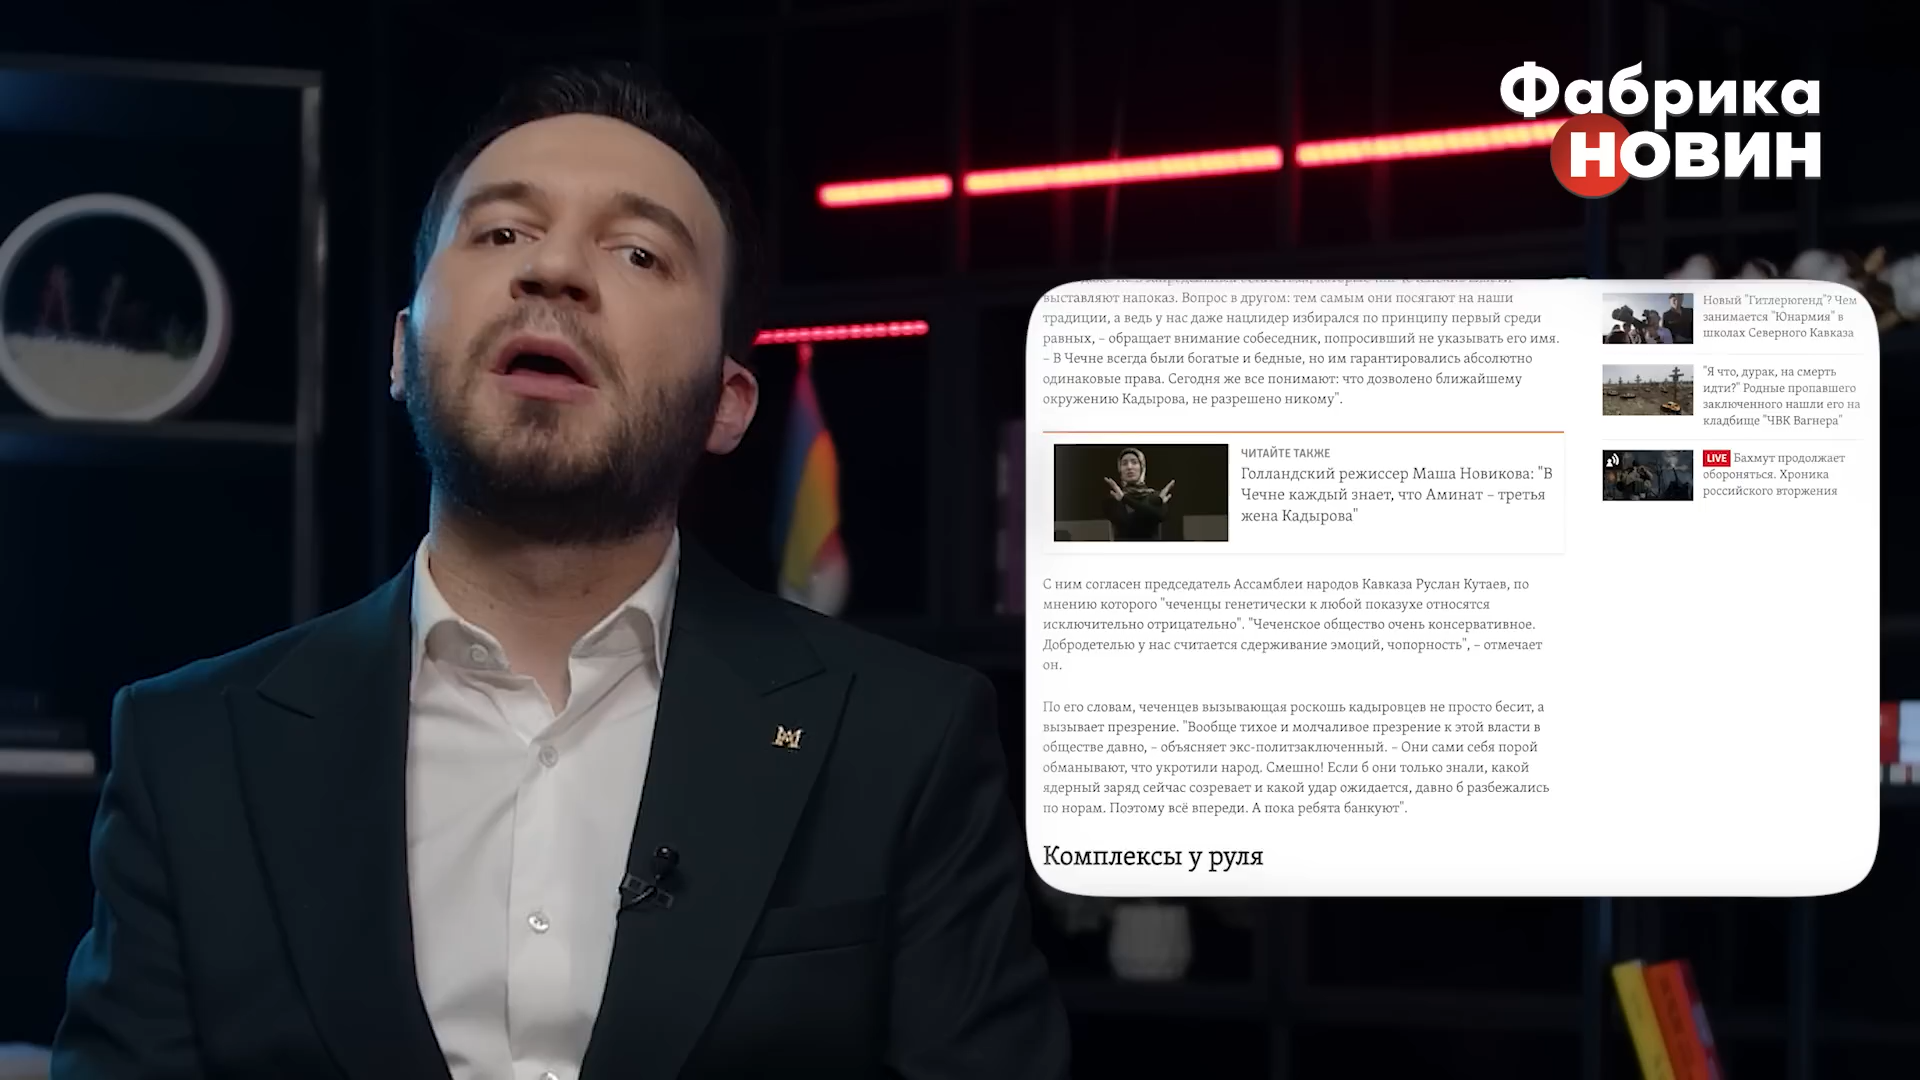 Фабрика
новин
выставляют напоказ. Вопрос в другом: тем самым они посягают на наши
традиции, а ведь у нас даже нацлидер избирался по принципу первый среди
равных, – обращает внимание собеседник, попросивший не указывать его имя.
– В Чечне всегда были богатые и бедные, но им гарантировались абсолютно
одинаковые права. Сегодня же все понимают: что дозволено ближайшему
окружению Кадырова, не разрешено никому".
ЧИТАЙТЕ ТАКЖЕ
Голландский режиссер Маша Новикова: "В
Чечне каждый знает, что Аминат – третья
жена Кадырова"
С ним согласен председатель Ассамблеи народов Кавказа Руслан Кутаев, по
мнению которого "чеченцы генетически к любой показухе относятся
исключительно отрицательно". "Чеченское общество очень консервативное.
Добродетелью у нас считается сдерживание эмоций, чопорность", – отмечает
он.
По его словам, чеченцев вызывающая роскошь кадыровцев не просто бесит, а
вызывает презрение. "Вообще тихое и молчаливое презрение к этой власти в
обществе давно, – объясняет экс-политзаключенный. – Они сами себя порой
обманывают, что укротили народ. Смешно! Если б они только знали, какой
ядерный заряд сейчас созревает и какой удар ожидается, давно б разбежались
по норам. Поэтому всё впереди. А пока ребята банкуют".
Комплексы у руля
Новый "Гитлерюгенд"? Чем
занимается "Юнармия" в
школах Северного Кавказа
"Я что, дурак, на смерть
идти?" Родные пропавшего
заключенного нашли его на
кладбище "ЧВК Вагнера"
LIVE Бахмут продолжает
обороняться. Хроника
российского вторжения